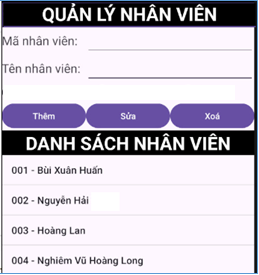 QUẢN LÝ NHÂN VIÊN
Mã nhân viên:
Tên nhân viên:
Thêm Sửa Xoá
DANH SÁCH NHÂN VIÊN
001 - Bùi Xuân Huấn
002 - Nguyễn Hải
003 - Hoàng Lan
004 - Nghiêm Vũ Hoàng Long